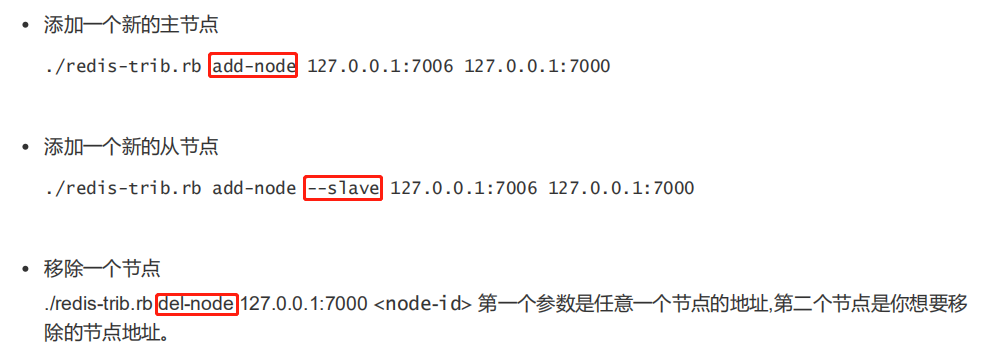 添加一个新的主节点
./redis-trib.rb add-node 127.0.0.1:7006 127.0.0.1:7000
添加一个新的从节点
./redis-trib.rb add-node --slave 127.0.0.1:7006 127.0.0.1:7000
移除一个节点
./redis-trib.rb del-node 127.0.0.1:7000 <node-id> 第一个参数是任意一个节点的地址,第二个节点是你想要移
除的节点地址。